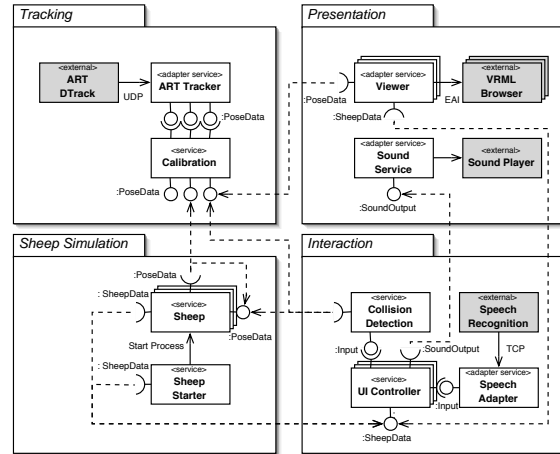 Tracking
<external>
ART
DTrack
UDP
<adapter service>
ART Tracker
:PoseData
<service>
Calibration
:PoseData
Presentation
<adapter service>
Viewer
:PoseData
EAI
<external>
VRML
Browser
:SheepData
<adapter service>
Sound
Service
<external>
Sound Player
:SoundOutput
Sheep Simulation
:PoseData
: SheepData
<service>
Sheep
:PoseData
Start Process
: SheepData
<service>
Sheep
Starter
Interaction
<service>
Collision
Detection
<external>
Speech
Recognition
:Input
:SoundOutput
TCP
<service>
UI Controller
<adapter service>
Speech
Adapter
:Input
:SheepData